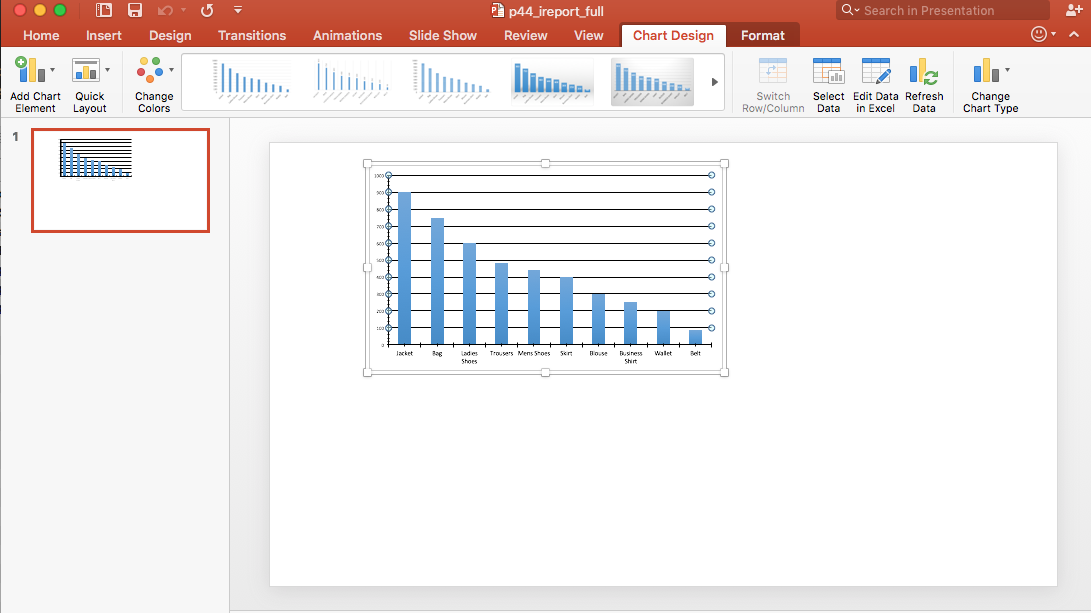 p44_ireport_full
Search in Presentation
Home Insert Design Transitions Animations Slide Show Review View Chart Design Format
Add Chart Element
Quick Layout
Change Colors
Switch Row/Column
Select Data
Edit Data in Excel
Refresh Data
Change Chart Type
1
1000
900
800
700
600
500
400
300
200
100
0
Jacket Bag Ladies Shoes Trousers Mens Shoes Skirt Blouse Business Shirt Wallet Belt